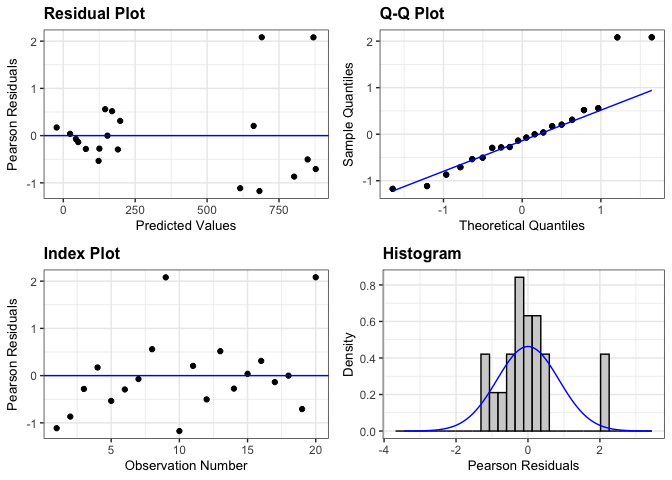 Residual Plot
Pearson Residuals
2
1
0
-1
0
250
500
750
Predicted Values
Q-Q Plot
Sample Quantiles
2
1
0
-1
-1
0
1
Theoretical Quantiles
Index Plot
Pearson Residuals
2
1
0
-1
5
10
15
20
Observation Number
Histogram
Density
0.8
0.6
0.4
0.2
0.0
-4
-2
0
2
Pearson Residuals